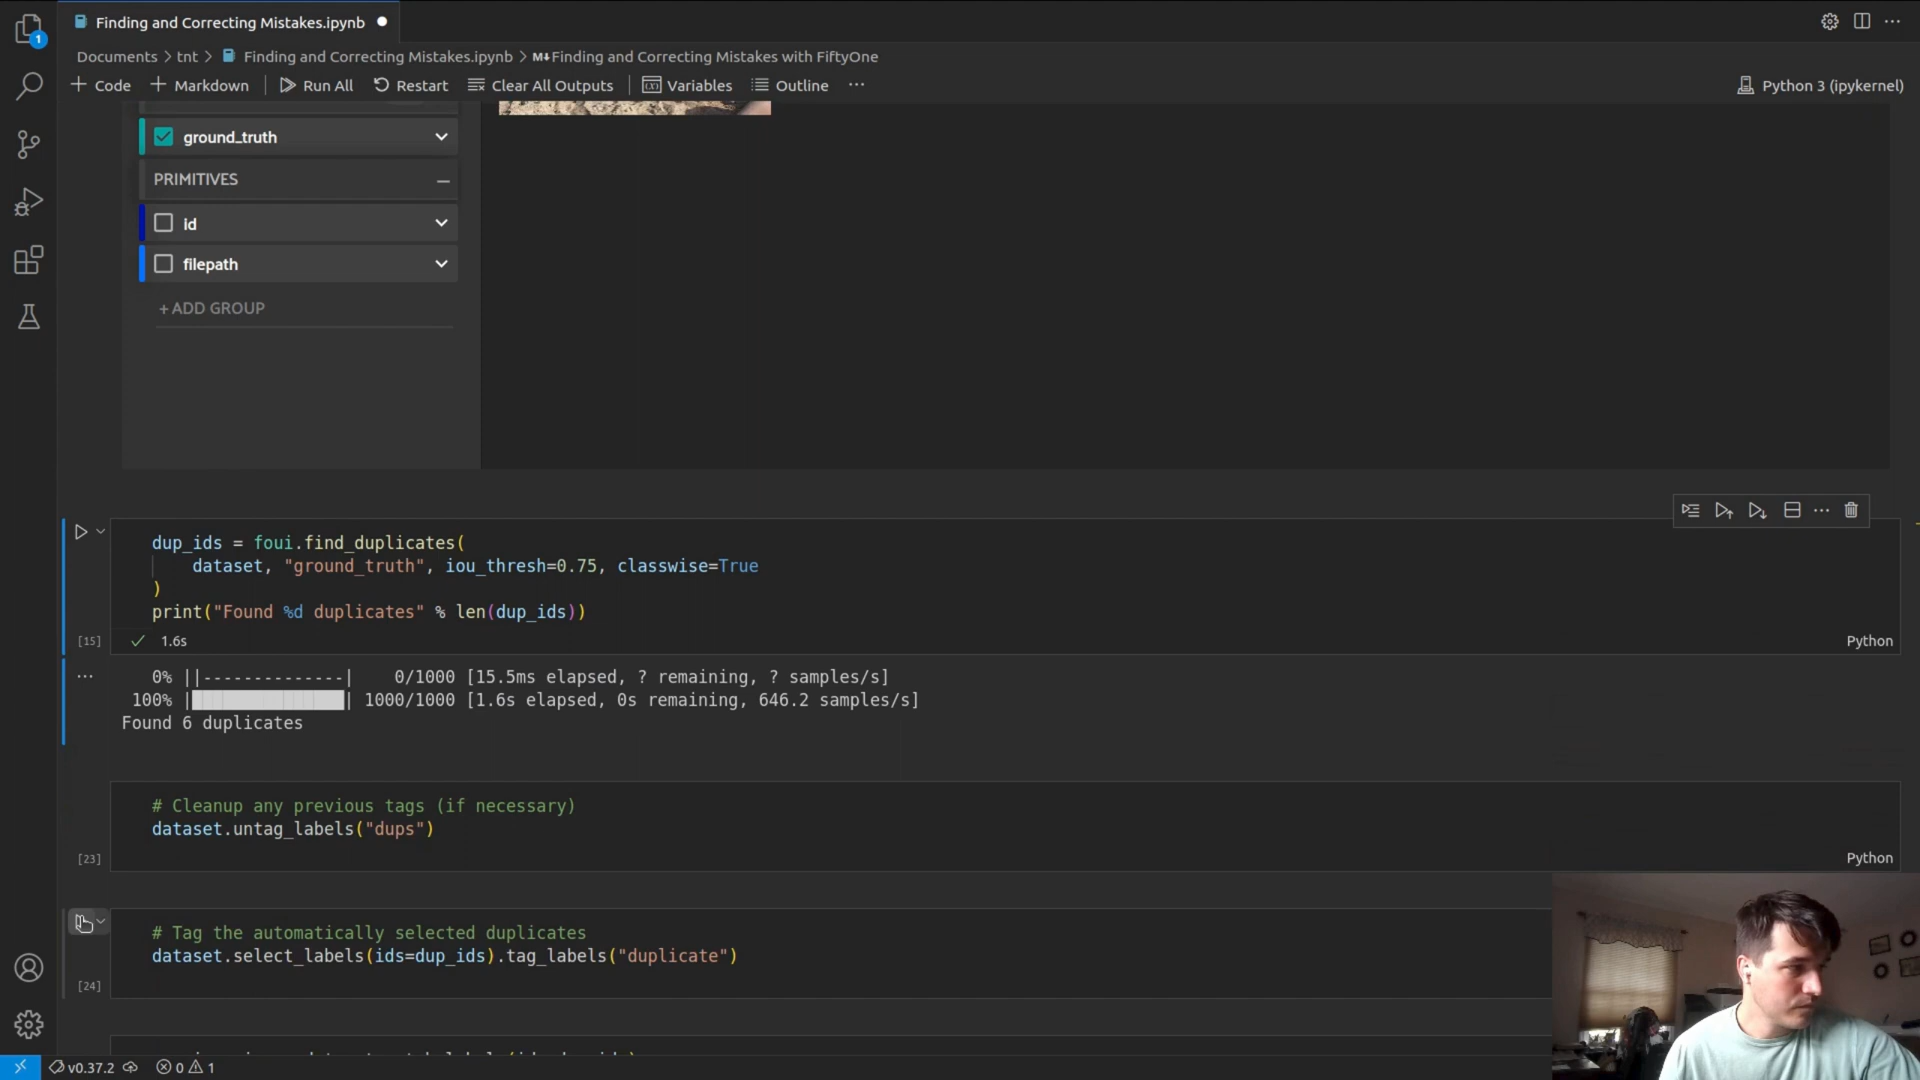 Finding and Correcting Mistakes.ipynb
Documents > tnt > Finding and Correcting Mistakes.ipynb > M↓Finding and Correcting Mistakes with FiftyOne
+ Code + Markdown | Run All Restart Clear All Outputs | Variables Outline ··· Python 3 (ipykernel)
1
ground_truth
PRIMITIVES
id
filepath
+ ADD GROUP
dup_ids = foui.find_duplicates(
dataset, "ground_truth", iou_thresh=0.75, classwise=True
)
print("Found %d duplicates" % len(dup_ids))
[15] 1.6s Python
0% ||--------------| 0/1000 [15.5ms elapsed, ? remaining, ? samples/s]
100% |███████████████| 1000/1000 [1.6s elapsed, 0s remaining, 646.2 samples/s]
Found 6 duplicates
# Cleanup any previous tags (if necessary)
dataset.untag_labels("dups")
[23] Python
# Tag the automatically selected duplicates
dataset.select_labels(ids=dup_ids).tag_labels("duplicate")
[24]
v0.37.2 0 1